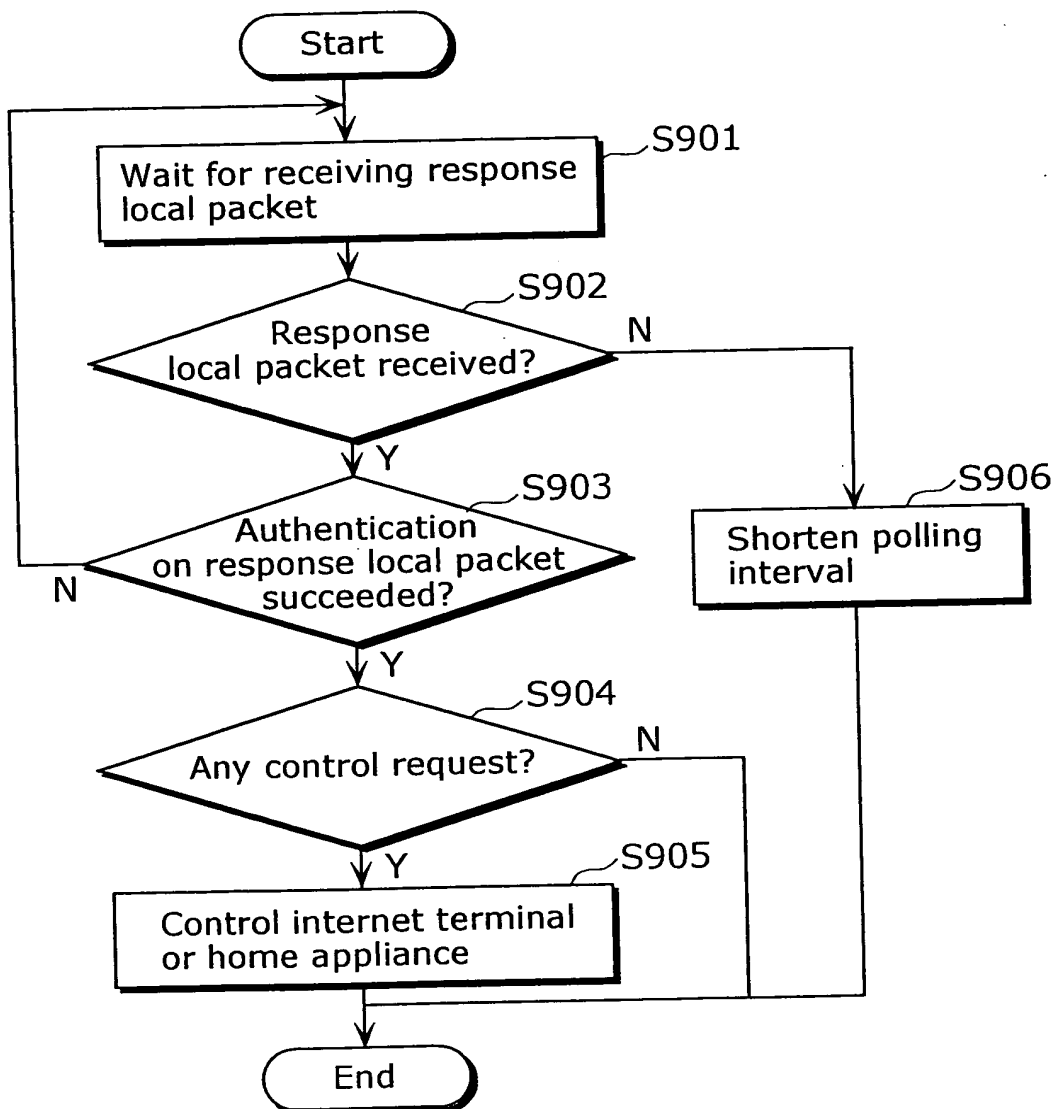 Start
S901
Wait for receiving response
local packet
S902
Response
local packet received?
N
Y
S903
Authentication
on response local packet
succeeded?
N
S906
Shorten polling
interval
Y
S904
Any control request?
N
Y
S905
Control internet terminal
or home appliance
End